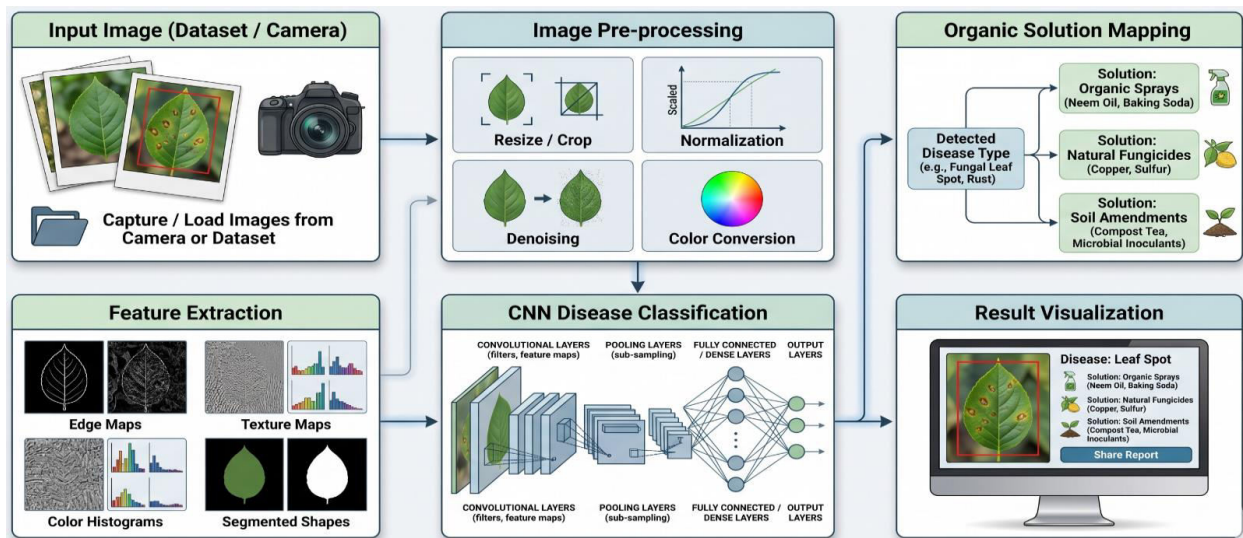 Input Image (Dataset / Camera)
Capture / Load Images from
Camera or Dataset
Image Pre-processing
Resize / Crop
Scaled
Normalization
Denoising
Color Conversion
Organic Solution Mapping
Detected
Disease Type
(e.g., Fungal Leaf
Spot, Rust)
Solution:
Organic Sprays
(Neem Oil, Baking Soda)
Solution:
Natural Fungicides
(Copper, Sulfur)
Solution:
Soil Amendments
(Compost Tea,
Microbial Inoculants)
Feature Extraction
Edge Maps
Texture Maps
Color Histograms
Segmented Shapes
CNN Disease Classification
CONVOLUTIONAL LAYERS
(filters, feature maps)
POOLING LAYERS
(sub-sampling)
FULLY CONNECTED
/ DENSE LAYERS
OUTPUT
LAYERS
CONVOLUTIONAL LAYERS
(filters, feature maps)
POOLING LAYERS
(sub-sampling)
FULLY CONNECTED /
DENSE LAYERS
OUTPUT
LAYERS
Result Visualization
Disease: Leaf Spot
Solution: Organic Sprays
(Neem Oil, Baking Soda)
Solution: Natural Fungicides
(Copper, Sulfur)
Solution: Soil Amendments
(Compost Tea, Microbial
Inoculants)
Share Report